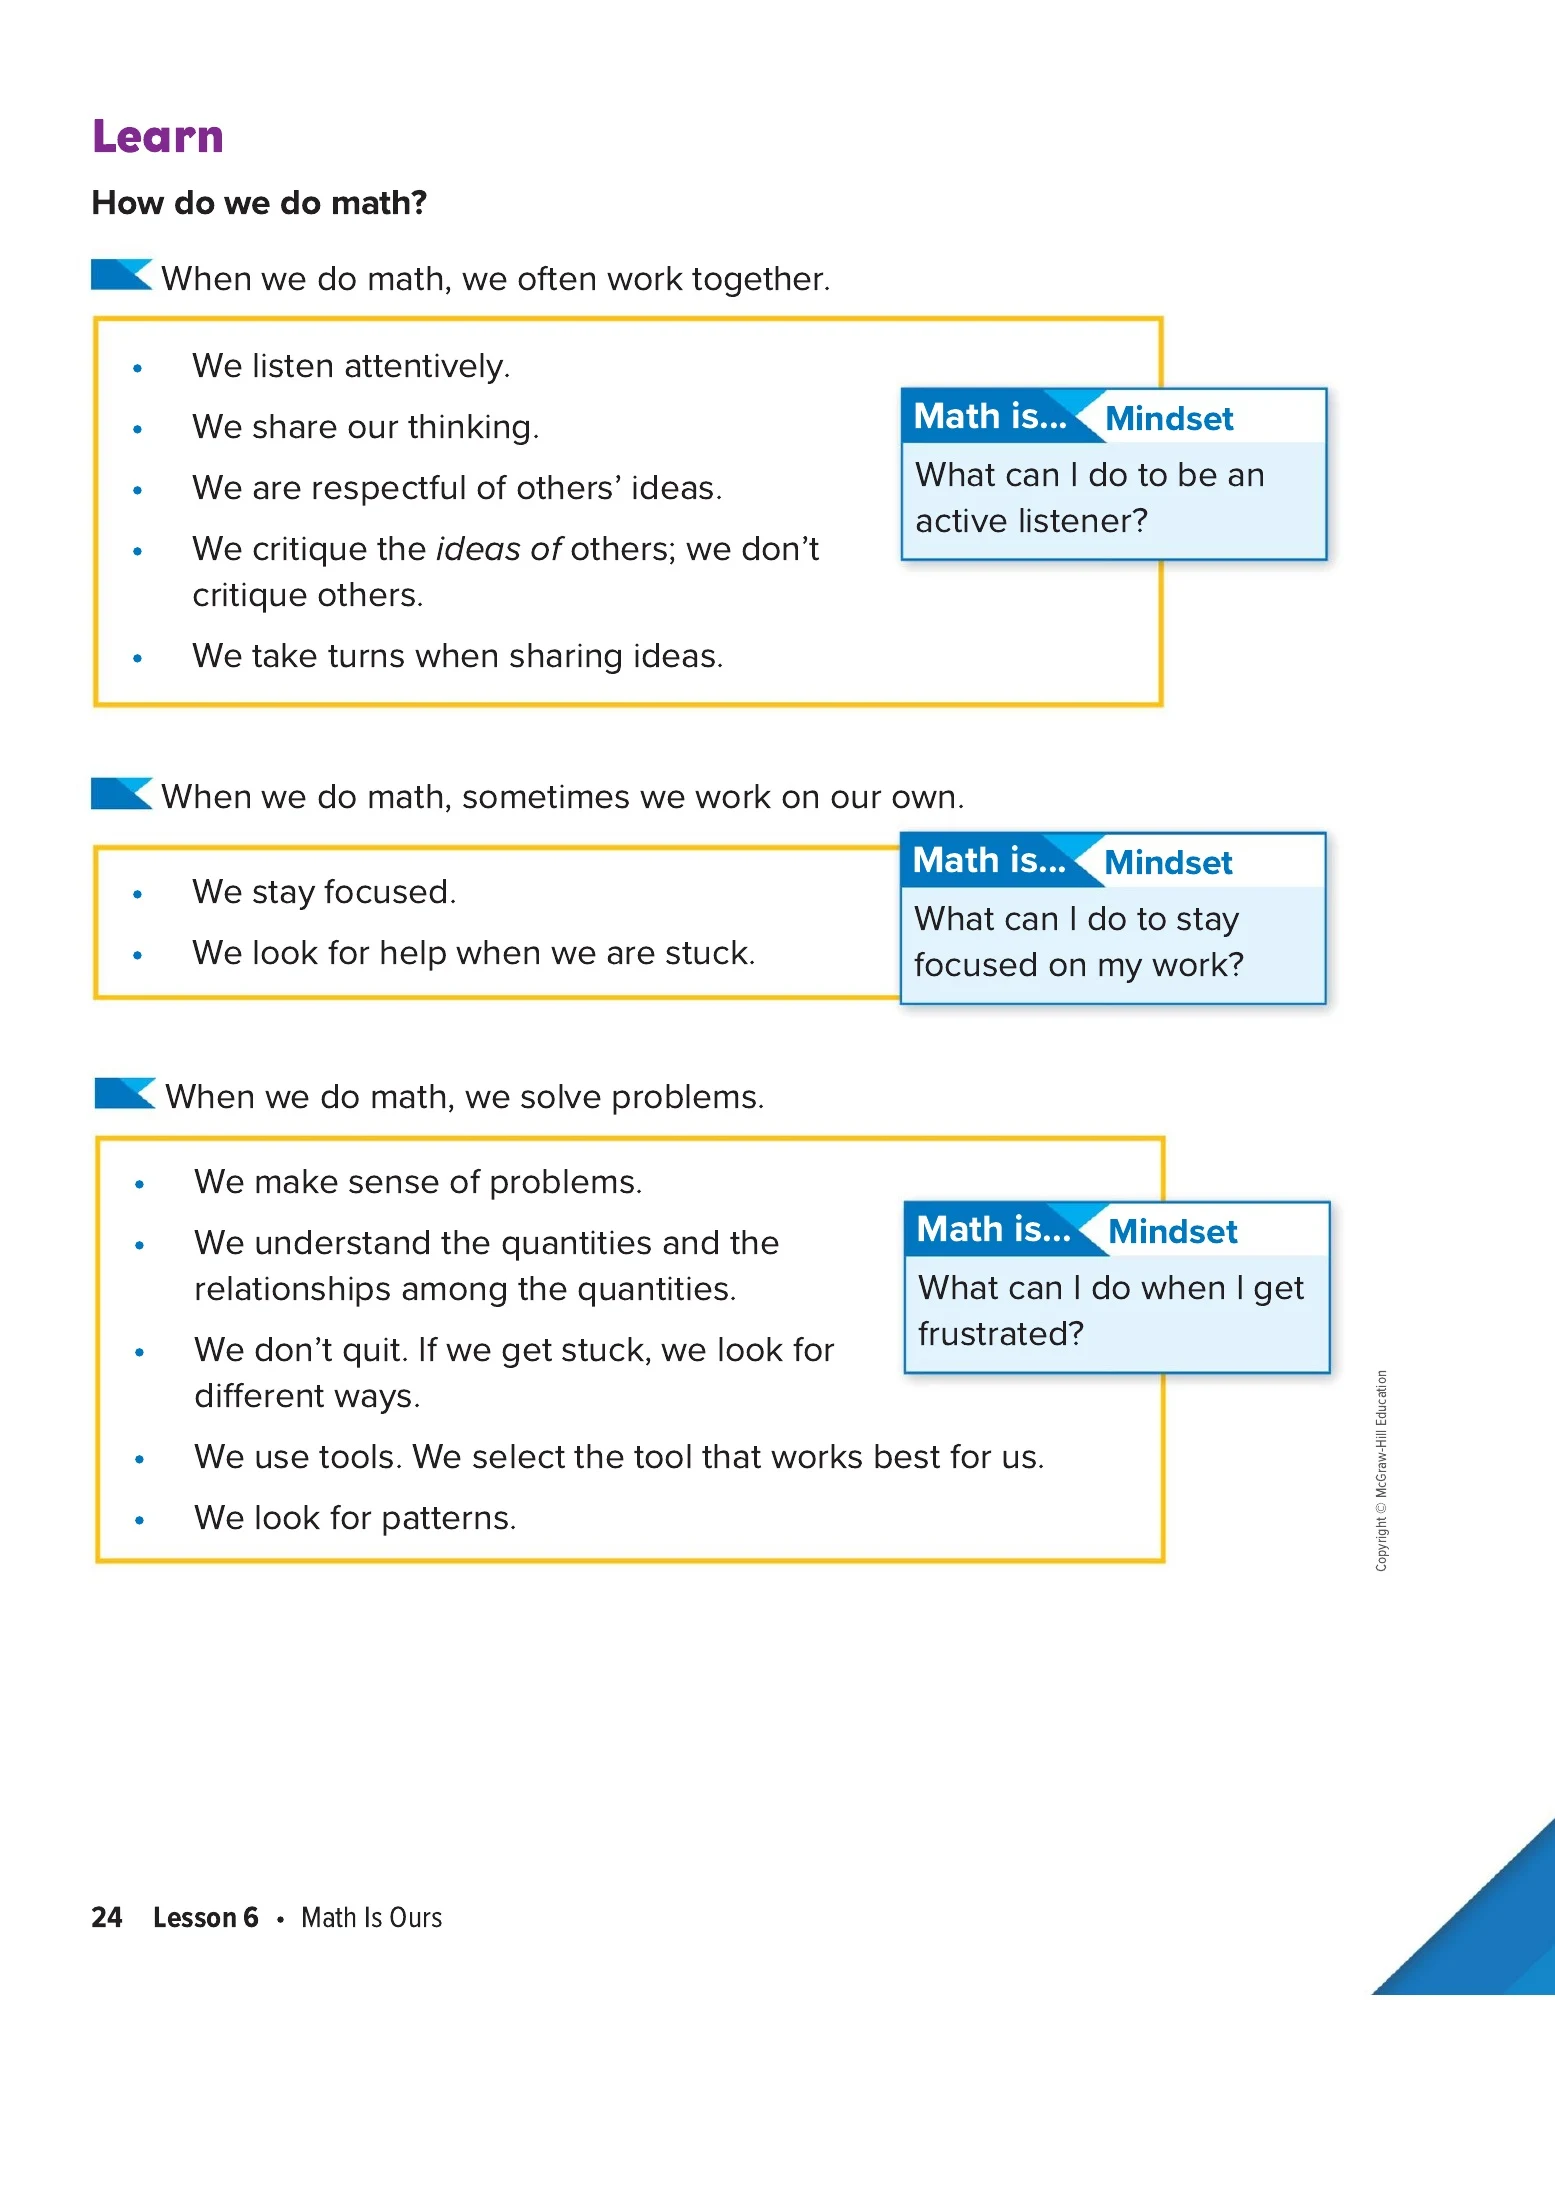 Learn
How do we do math?
When we do math, we often work together.
• We listen attentively.
• We share our thinking.
• We are respectful of others’ ideas.
• We critique the ideas of others; we don’t
critique others.
• We take turns when sharing ideas.
Math is... Mindset
What can I do to be an
active listener?
When we do math, sometimes we work on our own.
• We stay focused.
• We look for help when we are stuck.
Math is... Mindset
What can I do to stay
focused on my work?
When we do math, we solve problems.
• We make sense of problems.
• We understand the quantities and the
relationships among the quantities.
• We don’t quit. If we get stuck, we look for
different ways.
• We use tools. We select the tool that works best for us.
• We look for patterns.
Math is... Mindset
What can I do when I get
frustrated?
Copyright © McGraw-Hill Education
24 Lesson 6 • Math Is Ours